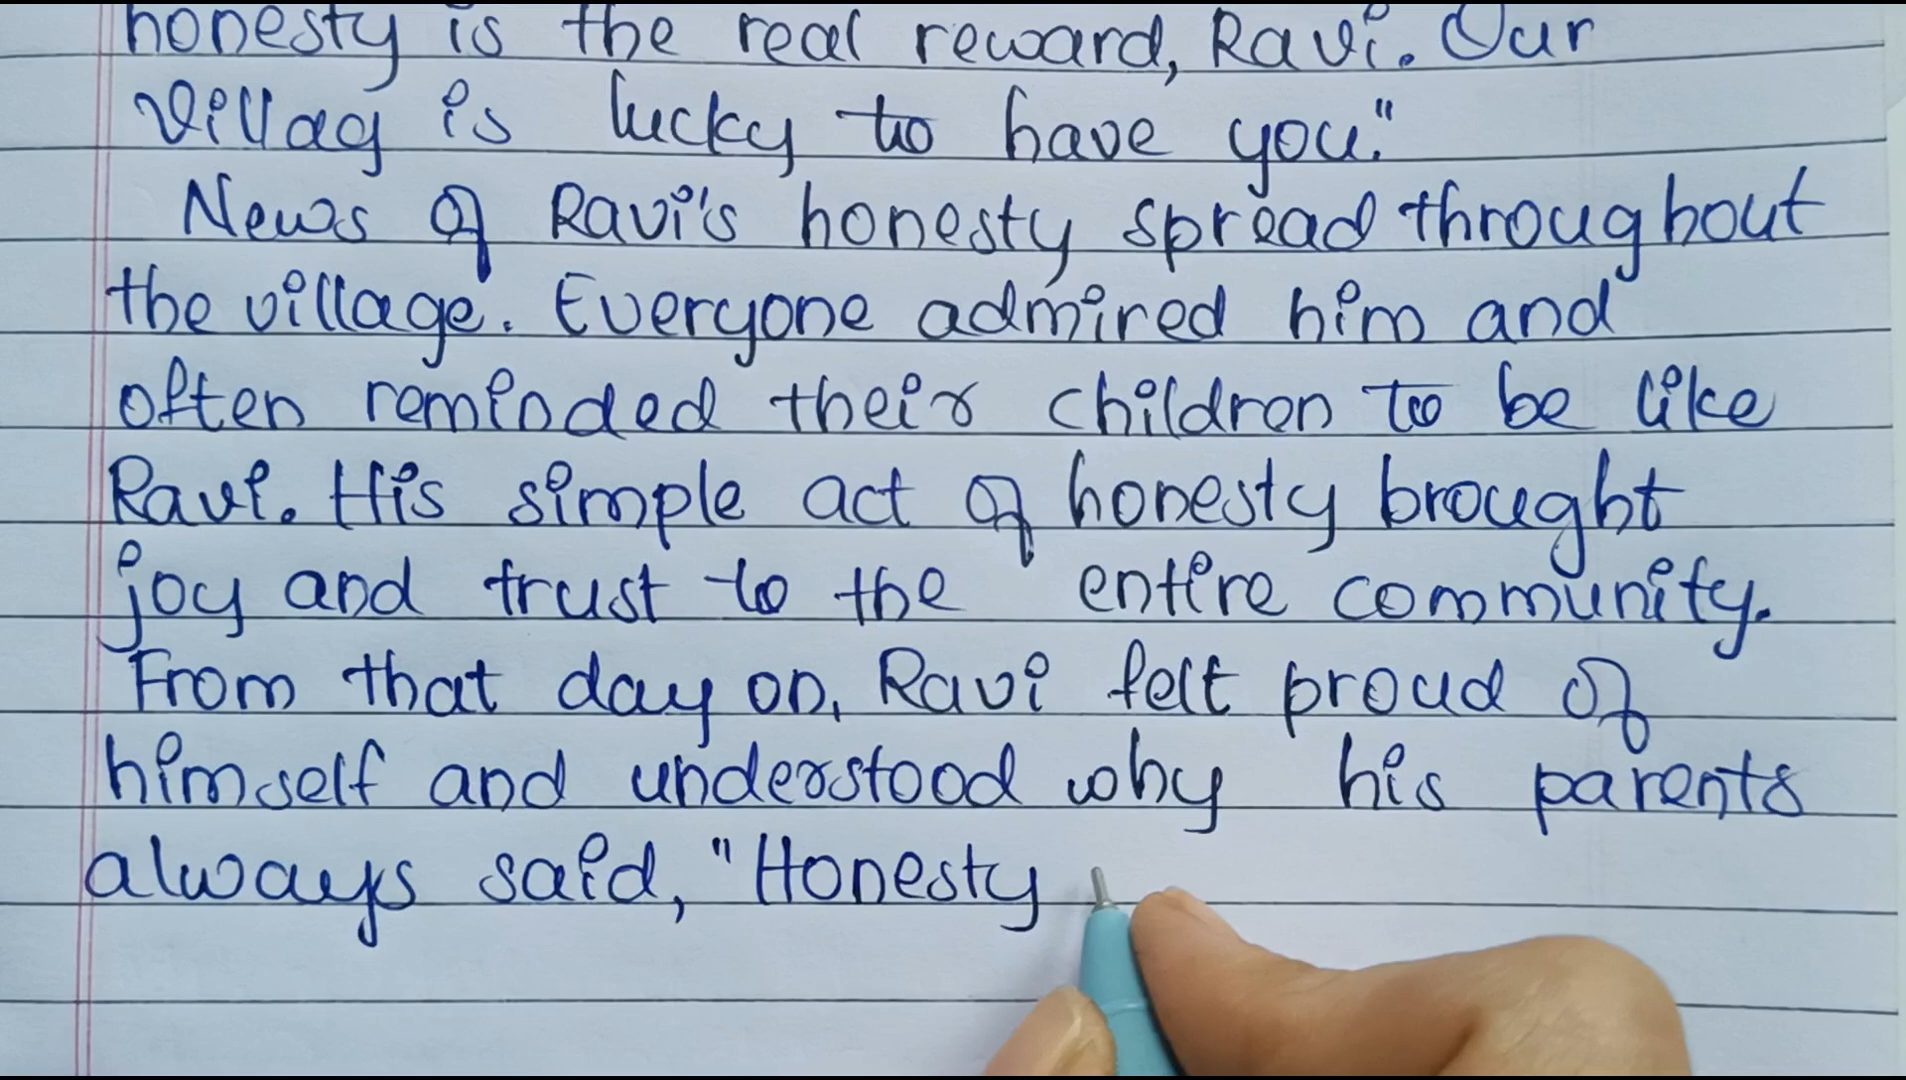 honesty is the real reward, Ravi. Our
Villag is lucky to have you."
News of Ravi's honesty spread throughout
the village. Everyone admired him and
often reminded their children to be like
Ravi. His simple act of honesty brought
joy and trust to the entire community.
From that day on, Ravi felt proud of
himself and understood why his parents
always said, "Honesty